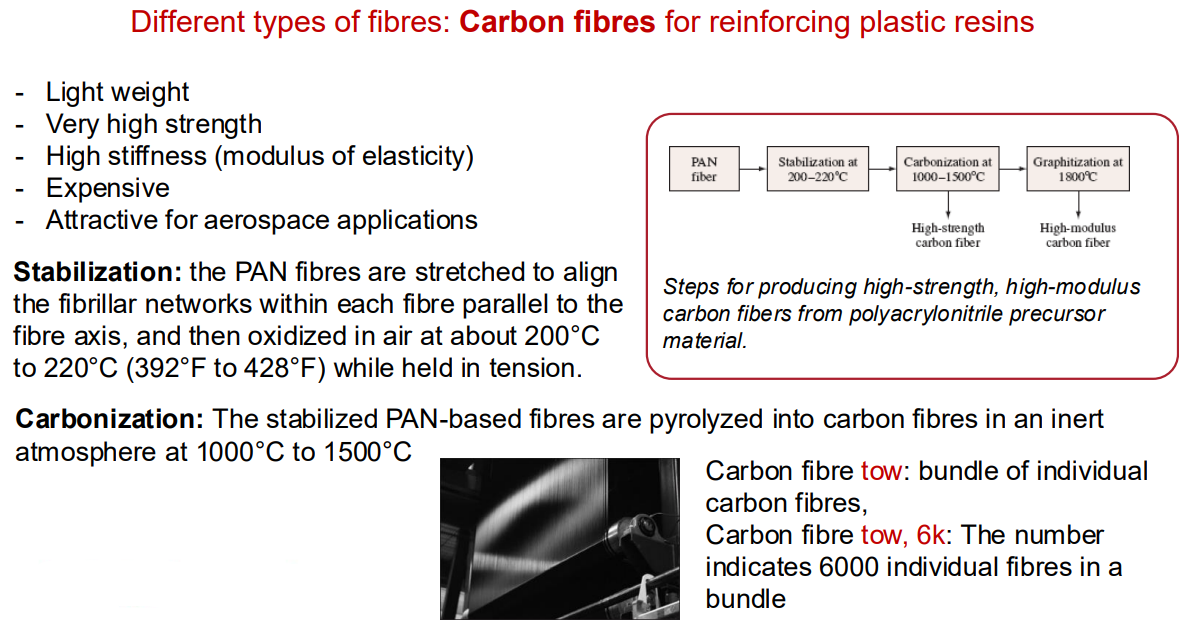 Different types of fibres: Carbon fibres for reinforcing plastic resins
- Light weight
- Very high strength
- High stiffness (modulus of elasticity)
- Expensive
- Attractive for aerospace applications
PAN
fiber
Stabilization at
200–220°C
Carbonization at
1000–1500°C
Graphitization at
1800°C
High-strength
carbon fiber
High-modulus
carbon fiber
Steps for producing high-strength, high-modulus
carbon fibers from polyacrylonitrile precursor
material.
Stabilization: the PAN fibres are stretched to align
the fibrillar networks within each fibre parallel to the
fibre axis, and then oxidized in air at about 200°C
to 220°C (392°F to 428°F) while held in tension.
Carbonization: The stabilized PAN-based fibres are pyrolyzed into carbon fibres in an inert
atmosphere at 1000°C to 1500°C
Carbon fibre tow: bundle of individual
carbon fibres,
Carbon fibre tow, 6k: The number
indicates 6000 individual fibres in a
bundle